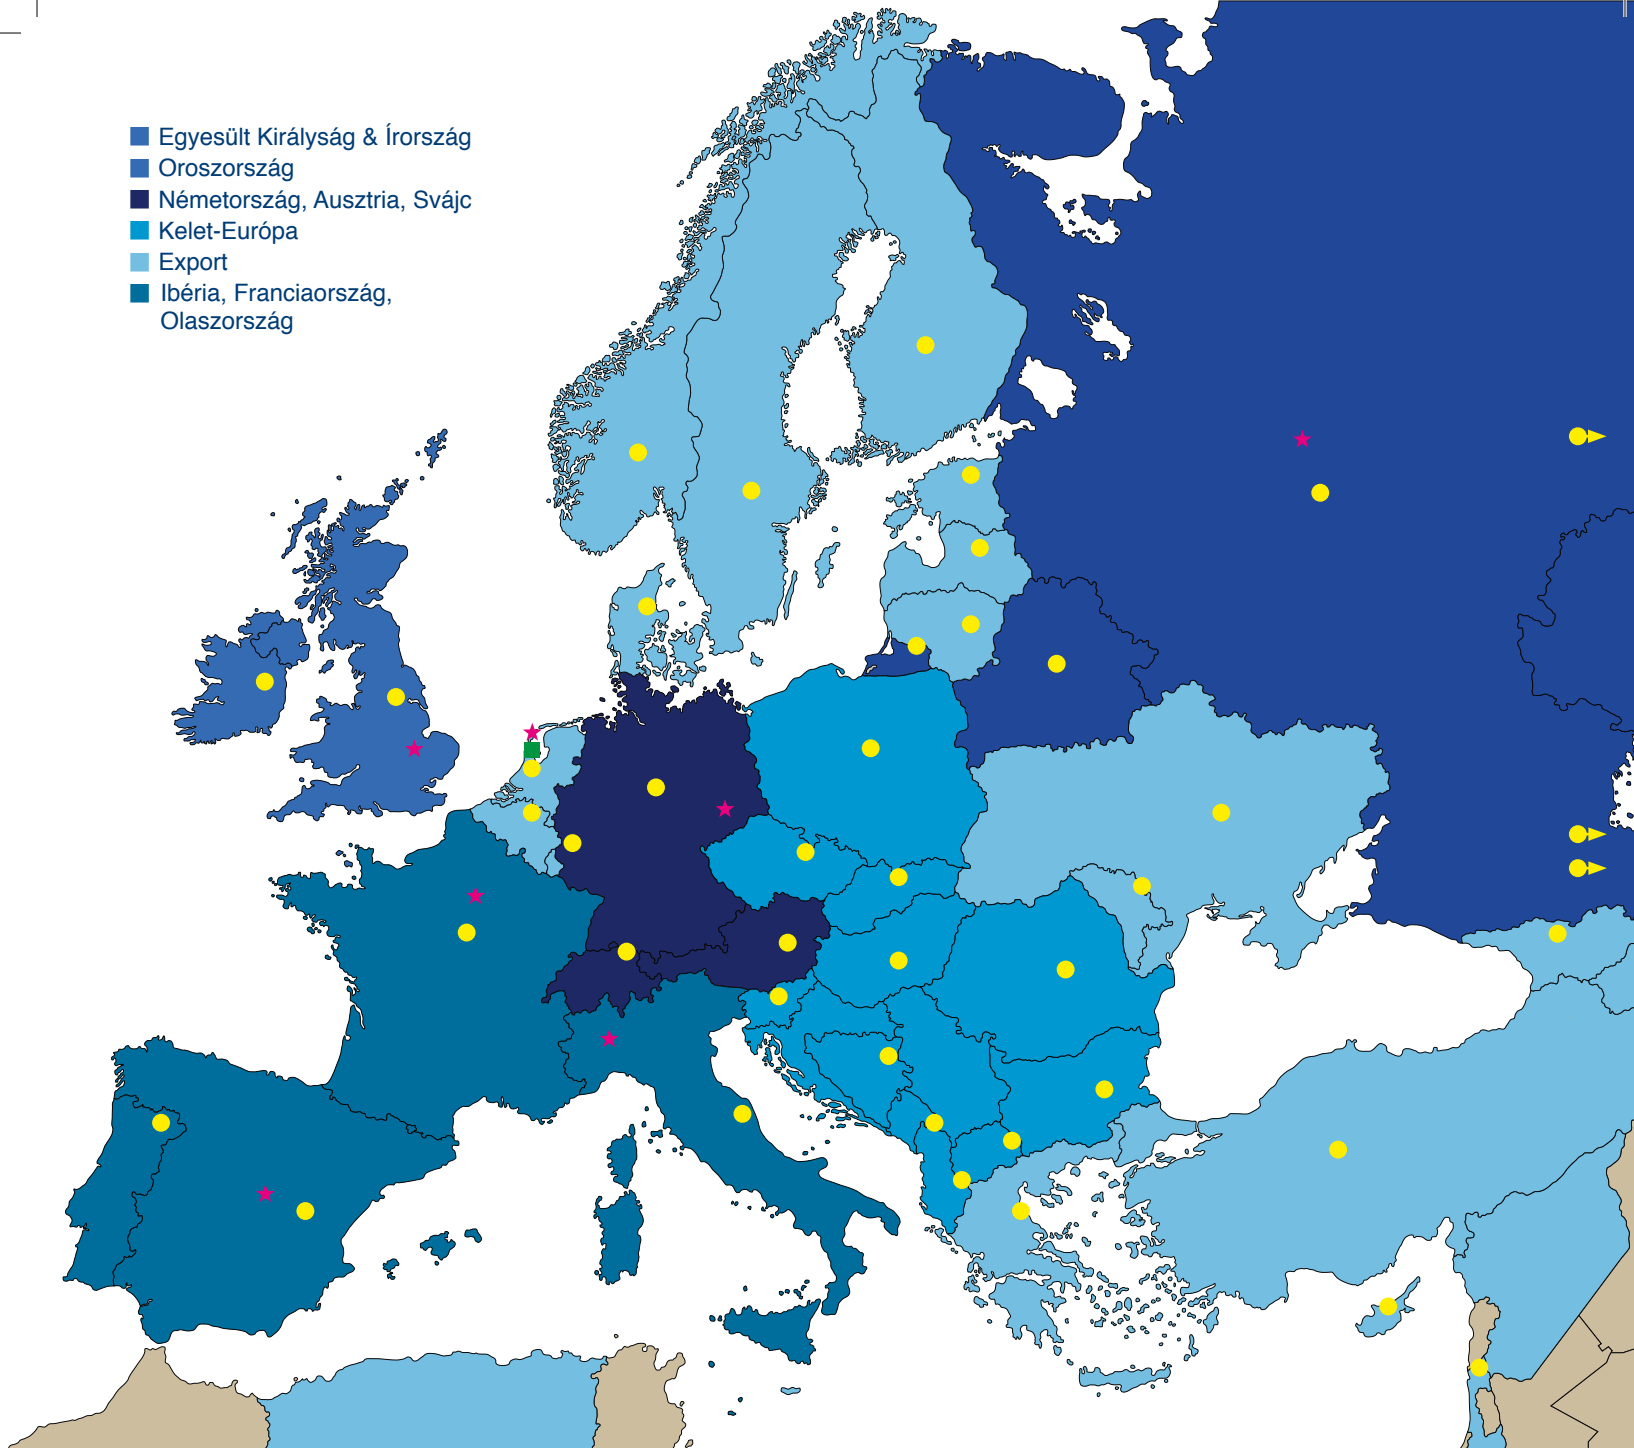 Egyesült Királyság & Írország
Oroszország
Németország, Ausztria, Svájc
Kelet-Európa
Export
Ibéria, Franciaország,
Olaszország